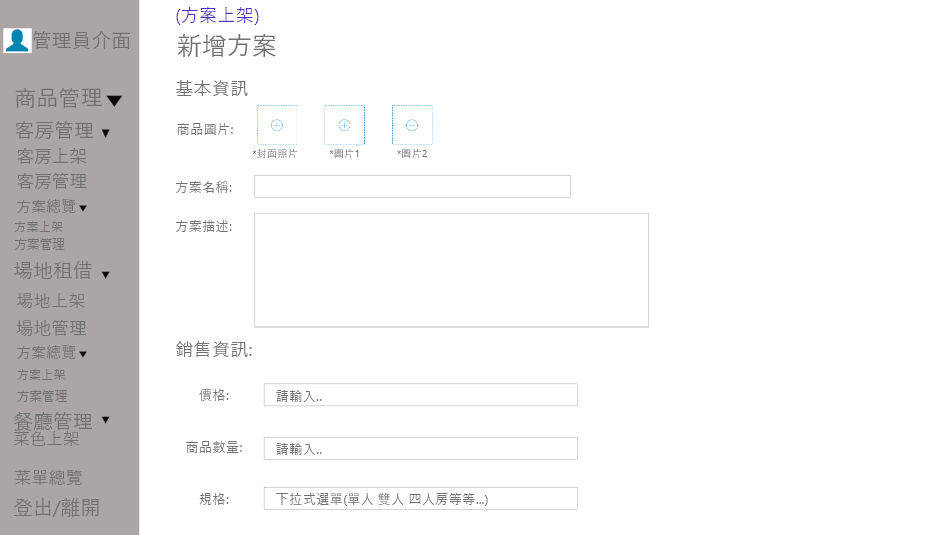 管理員介面
商品管理
客房管理
客房上架
客房管理
方案總覽
方案上架
方案管理
場地租借
場地上架
場地管理
方案總覽
方案上架
方案管理
餐廳管理
菜色上架
菜單總覽
登出/離開
(方案上架)
新增方案
基本資訊
商品圖片:
*封面照片 *圖片1 *圖片2
方案名稱:
方案描述:
銷售資訊:
價格: 請輸入..
商品數量: 請輸入..
規格: 下拉式選單(單人 雙人 四人房等等...)